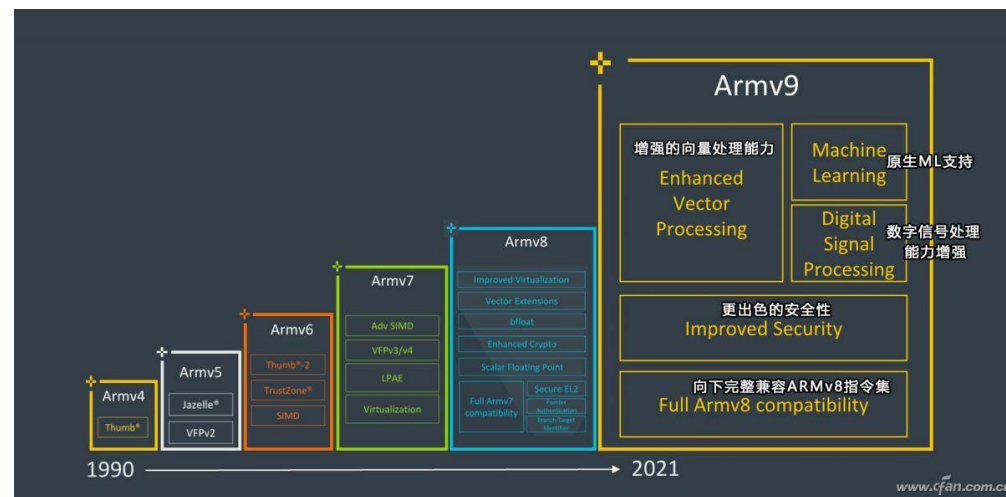 Armv4
Thumb®
Armv5
Jazelle®
VFPv2
Armv6
Thumb®-2
TrustZone®
SIMD
Armv7
Adv SIMD
VFPv3/v4
LPAE
Virtualization
Armv8
Improved Virtualization
Vector Extensions
bfloat
Enhanced Crypto
Scalar Floating Point
Full Armv7
compatibility
Secure EL2
Pointer
Authentication
Branch Target
Identifier
Armv9
增强的向量处理能力
Enhanced
Vector
Processing
Machine
Learning
原生ML支持
Digital
Signal
Processing
数字信号处理
能力增强
更出色的安全性
Improved Security
向下完整兼容ARMv8指令集
Full Armv8 compatibility
1990
2021
www.cfan.com.cn